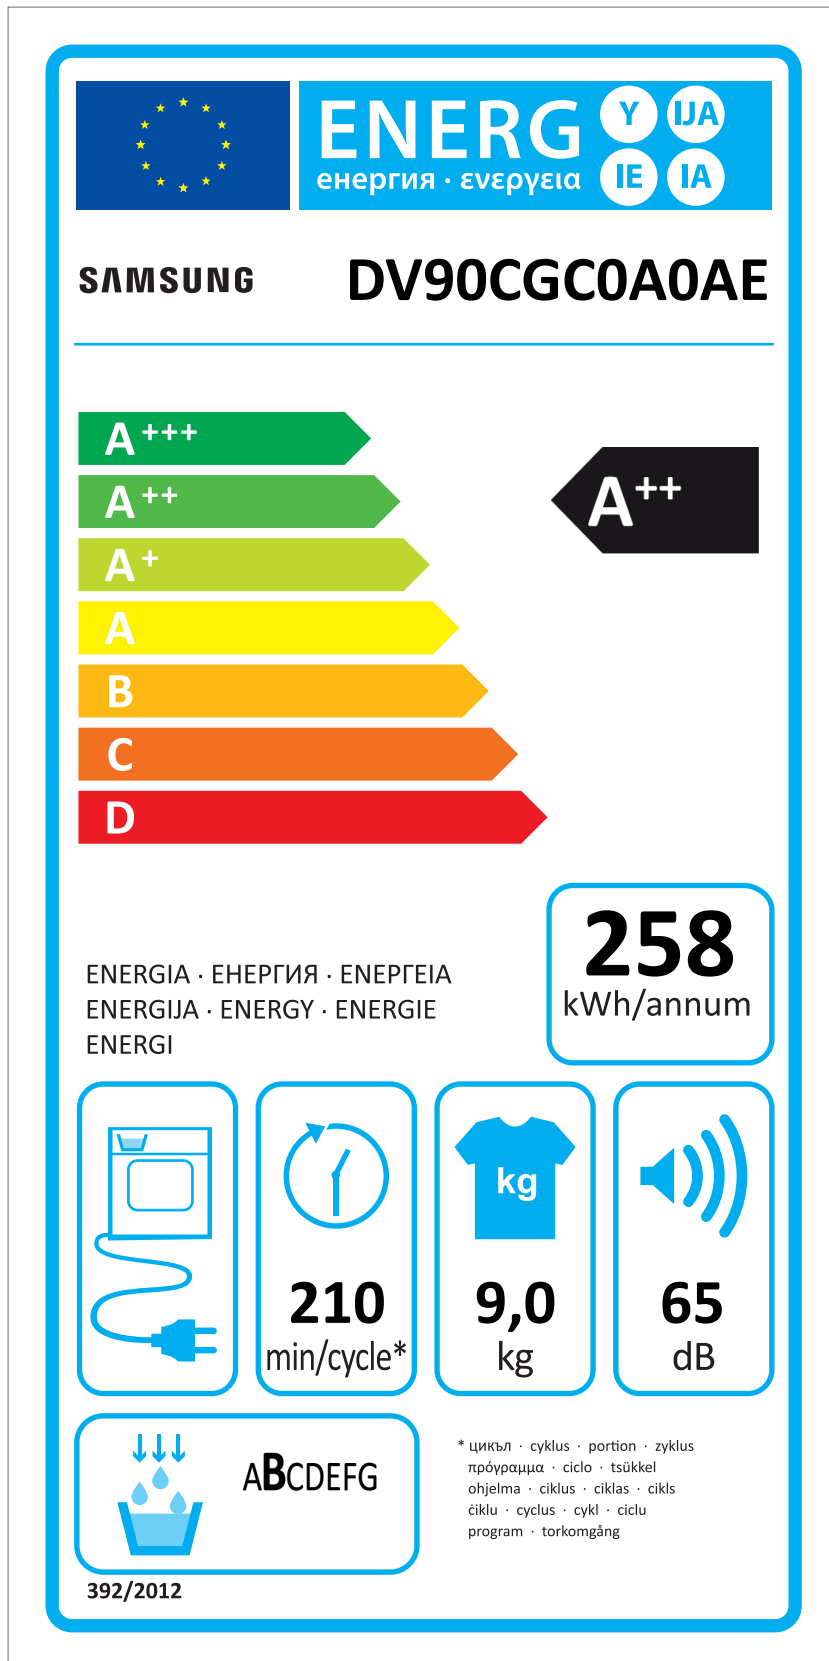 ENERG
Y
IJA
IE
IA
енергия · ενεργεια
SAMSUNG
DV90CGC0A0AE
A+++
A++
A++
A+
A
B
C
D
258
kWh/annum
ENERGIA · ЕНЕРГИЯ · ΕΝΕΡΓΕΙΑ
ENERGIJA · ENERGY · ENERGIE
ENERGI
kg
210
min/cycle*
9,0
kg
65
dB
ABCDEFG
* цикъл · cyklus · portion · zyklus
πρόγραμμα · ciclo · tsükkel
ohjelma · ciklus · ciklas · cikls
ċiklu · cyclus · cykl · ciclu
program · torkomgång
392/2012